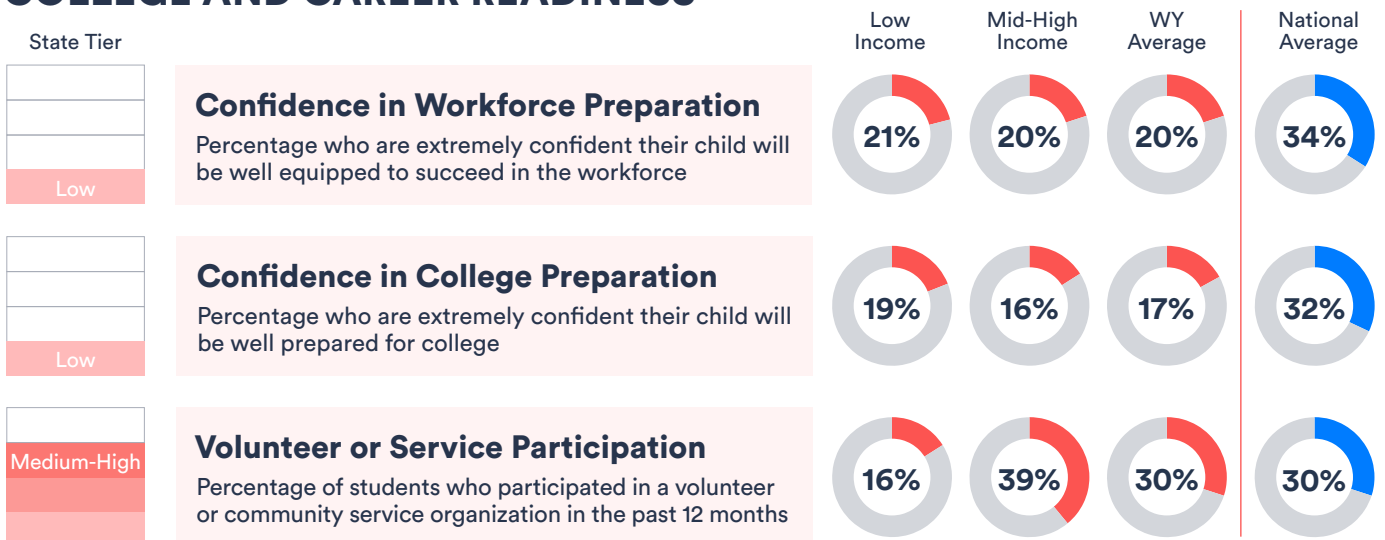 COLLEGE AND CAREER READINESS
State Tier
Low
Income
Mid-High
Income
WY
Average
National
Average
Low
Confidence in Workforce Preparation
Percentage who are extremely confident their child will
be well equipped to succeed in the workforce
21%
20%
20%
34%
Low
Confidence in College Preparation
Percentage who are extremely confident their child will
be well prepared for college
19%
16%
17%
32%
Medium-High
Volunteer or Service Participation
Percentage of students who participated in a volunteer
or community service organization in the past 12 months
16%
39%
30%
30%